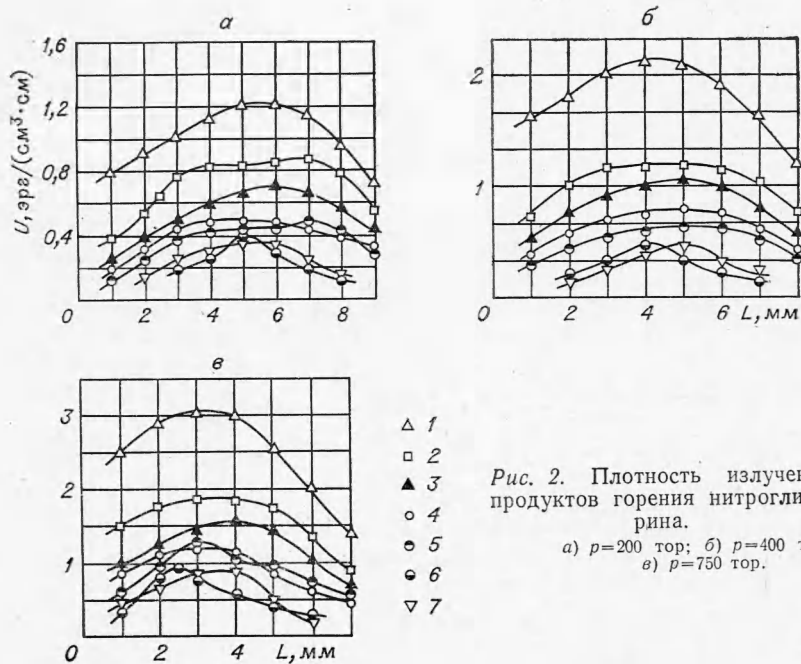 а
U, эрг/(см³·см)
1,6
1,2
0,8
0,4
0 2 4 6 8
б
2
1
0 2 4 6 L, мм
в
3
2
1
0 2 4 L, мм
1
2
3
4
5
6
7
Рис. 2. Плотность
продуктов горения
рина.
а) p=200 тор; б) p=400
в) p=750 тор.